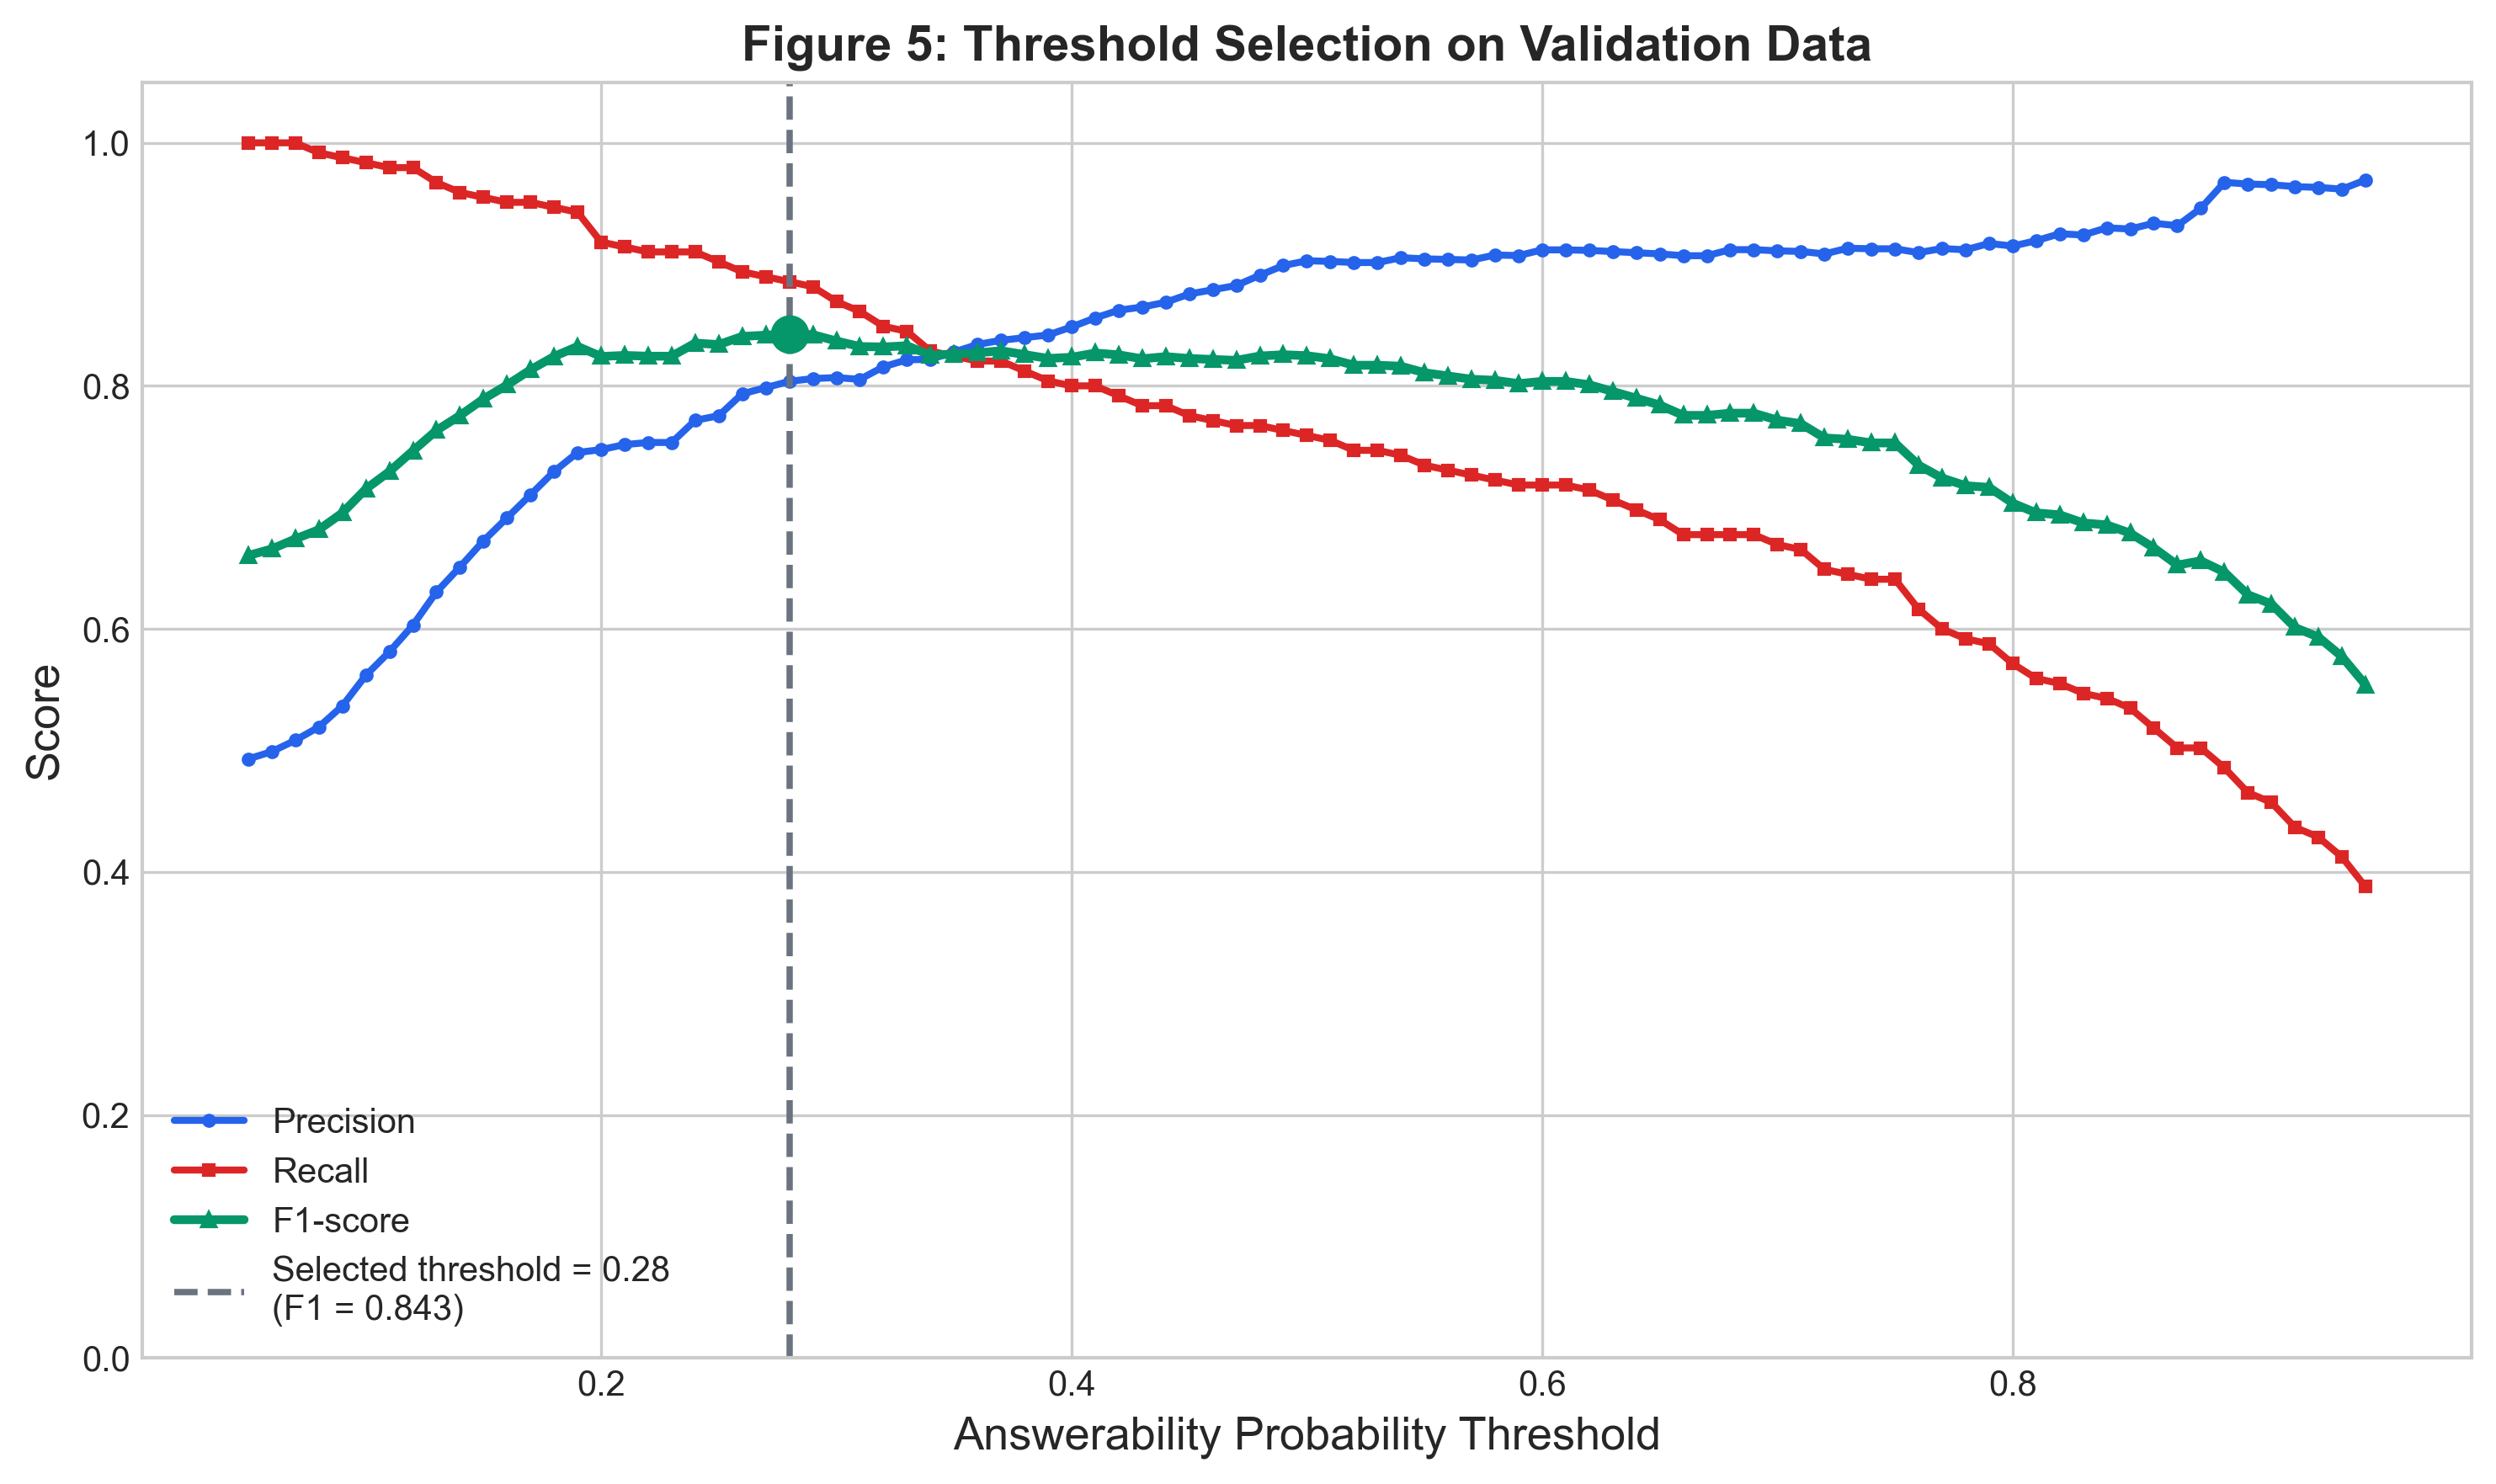 Figure 5: Threshold Selection on Validation Data
1.0
0.8
0.6
0.4
0.2
0.0
Score
Precision
Recall
F1-score
Selected threshold = 0.28
(F1 = 0.843)
0.2
0.4
0.6
0.8
Answerability Probability Threshold